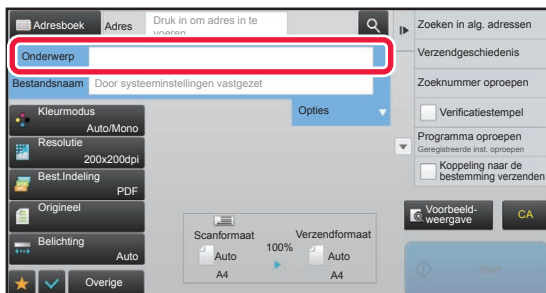 Adresboek
Adres
Druk in om adres in te
voeren
Onderwerp
Bestandsnaam
Door systeeminstellingen vastgezet
Kleurmodus
Auto/Mono
Resolutie
200x200dpi
Best.Indeling
PDF
Origineel
Belichting
Auto
Overige
Opties
Scanformaat
Auto
A4
100%
Verzendformaat
Auto
A4
Zoeken in alg. adressen
Verzendgeschiedenis
Zoeknummer oproepen
Verificatiestempel
Programma oproepen
Geregistreerde inst. oproepen
Koppeling naar de
bestemming verzenden
Voorbeeld-
weergave
CA
Start